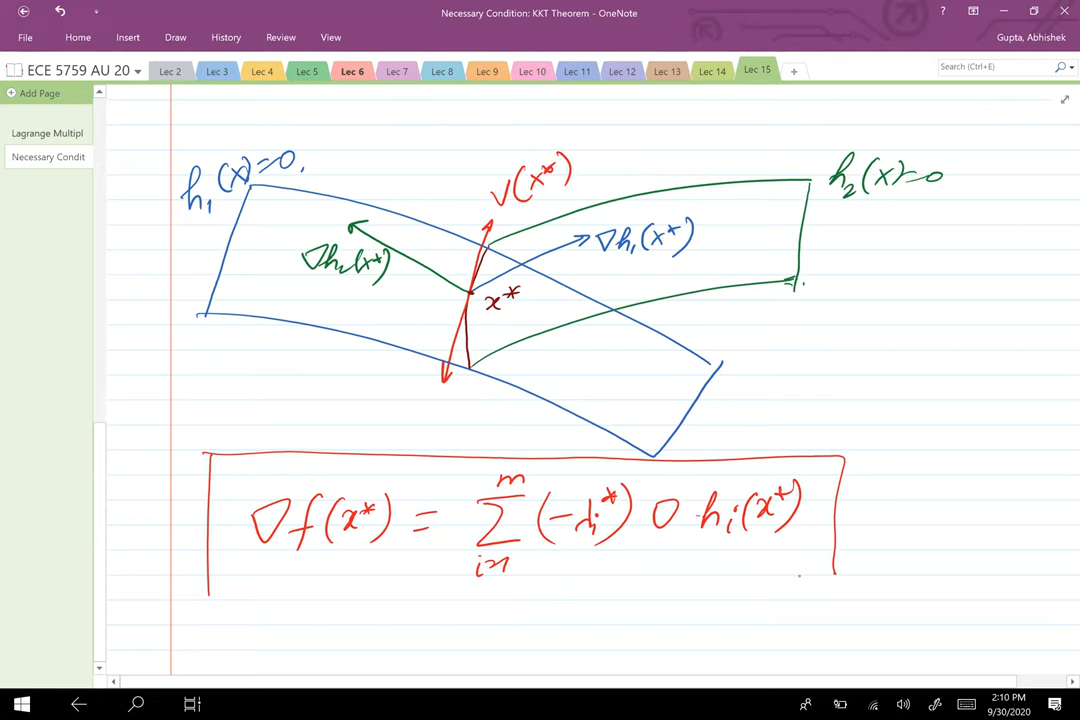 Necessary Condition: KKT Theorem - OneNote
File Home Insert Draw History Review View
Gupta, Abhishek
ECE 5759 AU 20
Lec 2 Lec 3 Lec 4 Lec 5 Lec 6 Lec 7 Lec 8 Lec 9 Lec 10 Lec 11 Lec 12 Lec 13 Lec 14 Lec 15
Search (Ctrl+E)
Add Page
Lagrange Multipl
Necessary Condit
h₁(x)=0.
V(x*)
h₂(x)=0
∇h₂(x*)
∇h₁(x*)
x*
∇f(x*) = ∑_{i=1}^{m} (-λ_i*) ∇h_i(x*)
2:10 PM
9/30/2020